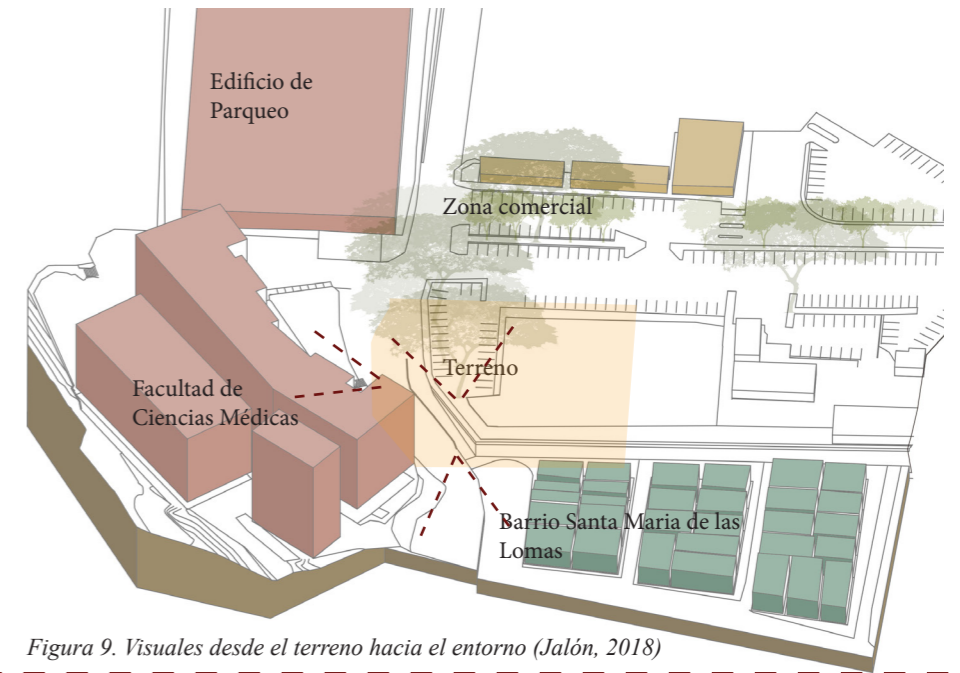 Edificio de
Parqueo
Zona comercial
Terreno
Facultad de
Ciencias Médicas
Barrio Santa Maria de las
Lomas
Figura 9. Visuales desde el terreno hacia el entorno (Jalón, 2018)